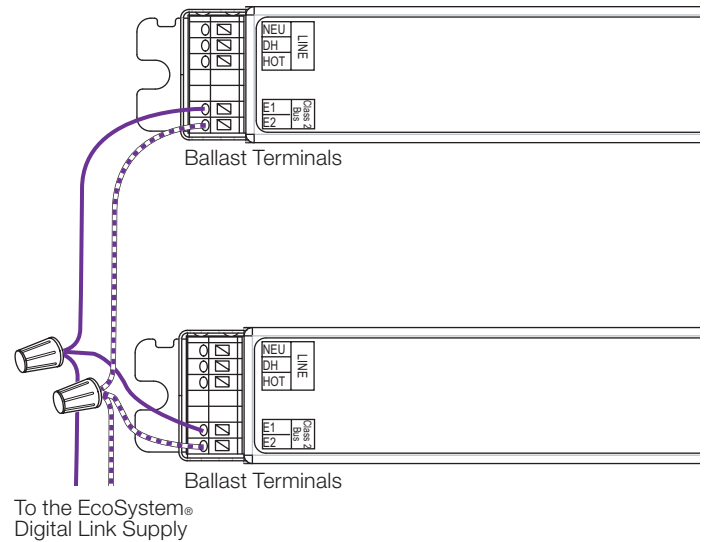 NEU
DH
HOT
LINE
E1
E2
Class 2
Bus
Ballast Terminals
NEU
DH
HOT
LINE
E1
E2
Class 2
Bus
Ballast Terminals
To the EcoSystem®
Digital Link Supply